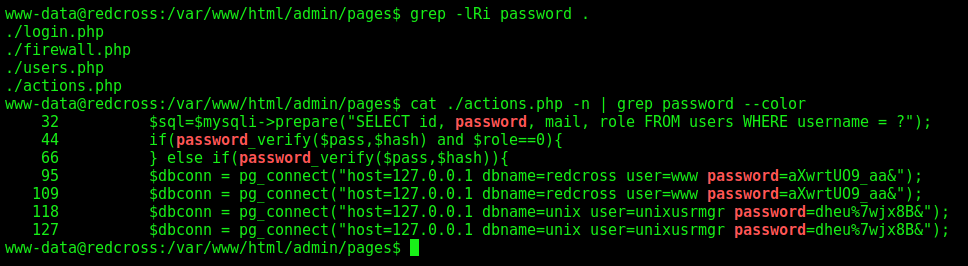 www-data@redcross:/var/www/html/admin/pages$ grep -lRi password .
./login.php
./firewall.php
./users.php
./actions.php
www-data@redcross:/var/www/html/admin/pages$ cat ./actions.php -n | grep password --color
    32          $sql=$mysqli->prepare("SELECT id, password, mail, role FROM users WHERE username = ?");
    44          if(password_verify($pass,$hash) and $role==0){
    66          } else if(password_verify($pass,$hash)){
    95          $dbconn = pg_connect("host=127.0.0.1 dbname=redcross user=www password=aXwrtUO9_aa&");
   109          $dbconn = pg_connect("host=127.0.0.1 dbname=redcross user=www password=aXwrtUO9_aa&");
   118          $dbconn = pg_connect("host=127.0.0.1 dbname=unix user=unixusrmgr password=dheu%7wjx8B&");
   127          $dbconn = pg_connect("host=127.0.0.1 dbname=unix user=unixusrmgr password=dheu%7wjx8B&");
www-data@redcross:/var/www/html/admin/pages$